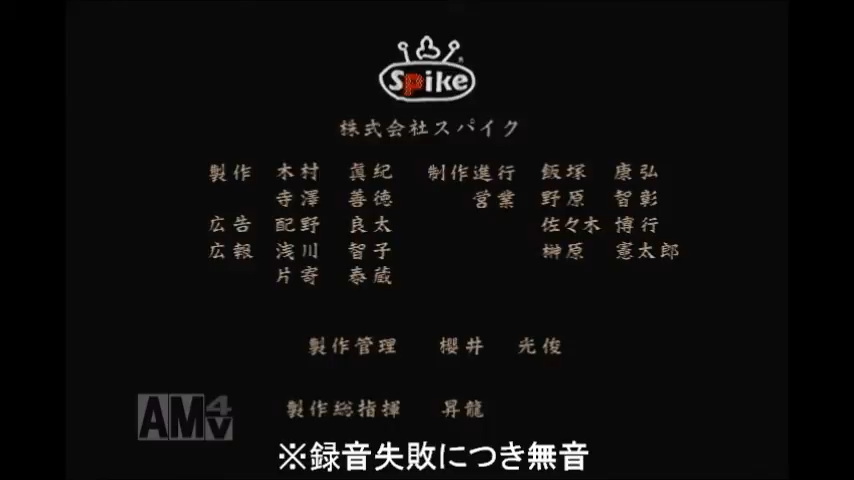 Spike
株式会社スパイク
製作 木村 眞紀 制作進行 飯塚 康弘
寺澤 善徳 営業 野原 智彰
広告 配野 良太 佐々木 博行
広報 浅川 智子 榊原 憲太郎
片寄 泰蔵
製作管理 櫻井 光俊
製作総指揮 昇龍
AMv4
※録音失敗につき無音